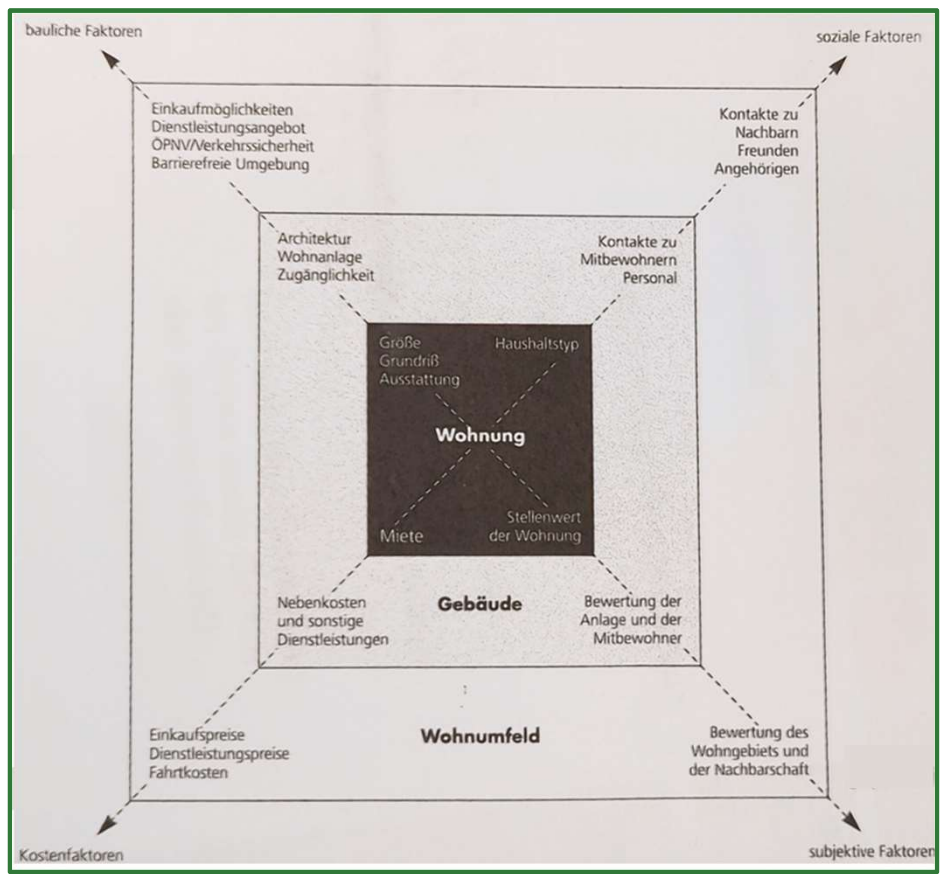 bauliche Faktoren
soziale Faktoren
Einkaufmöglichkeiten
Dienstleistungsangebot
ÖPNV/Verkehrssicherheit
Barrierefreie Umgebung
Kontakte zu
Nachbarn
Freunden
Angehörigen
Architektur
Wohnanlage
Zugänglichkeit
Kontakte zu
Mitbewohnern
Personal
Größe
Grundriß
Ausstattung
Haushaltstyp
Wohnung
Miete
Stellenwert
der Wohnung
Nebenkosten
und sonstige
Dienstleistungen
Gebäude
Bewertung der
Anlage und der
Mitbewohner
Einkaufspreise
Dienstleistungspreise
Fahrtkosten
Wohnumfeld
Bewertung des
Wohngebiets und
der Nachbarschaft
Kostenfaktoren
subjektive Faktoren